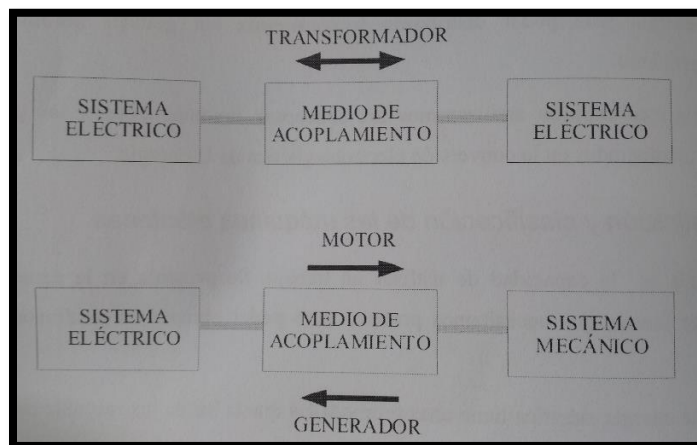 TRANSFORMADOR
SISTEMA
ELÉCTRICO
MEDIO DE
ACOPLAMIENTO
SISTEMA
ELÉCTRICO
MOTOR
SISTEMA
ELÉCTRICO
MEDIO DE
ACOPLAMIENTO
SISTEMA
MECÁNICO
GENERADOR